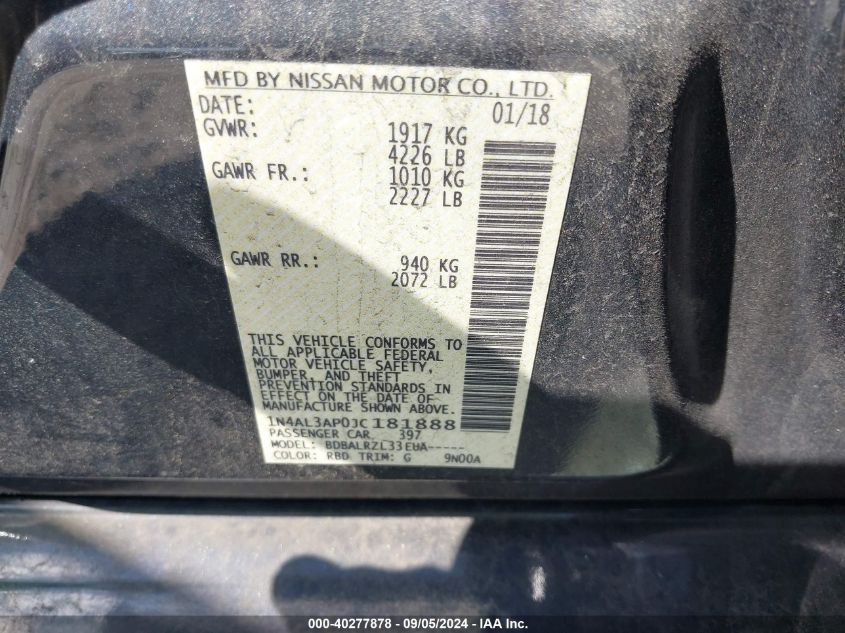 MFD BY NISSAN MOTOR CO., LTD.
DATE: 01/18
GVWR: 1917 KG
4226 LB
GAWR FR.: 1010 KG
2227 LB
GAWR RR.: 940 KG
2072 LB
THIS VEHICLE CONFORMS TO
ALL APPLICABLE FEDERAL
MOTOR VEHICLE SAFETY,
BUMPER, AND THEFT
PREVENTION STANDARDS IN
EFFECT ON THE DATE OF
MANUFACTURE SHOWN ABOVE.
1N4AL3AP0JC181888
PASSENGER CAR 397
MODEL: BDBALRZL33EUA-----
COLOR: RBD TRIM: G 9N00A
000-40277878 - 09/05/2024 - IAA Inc.